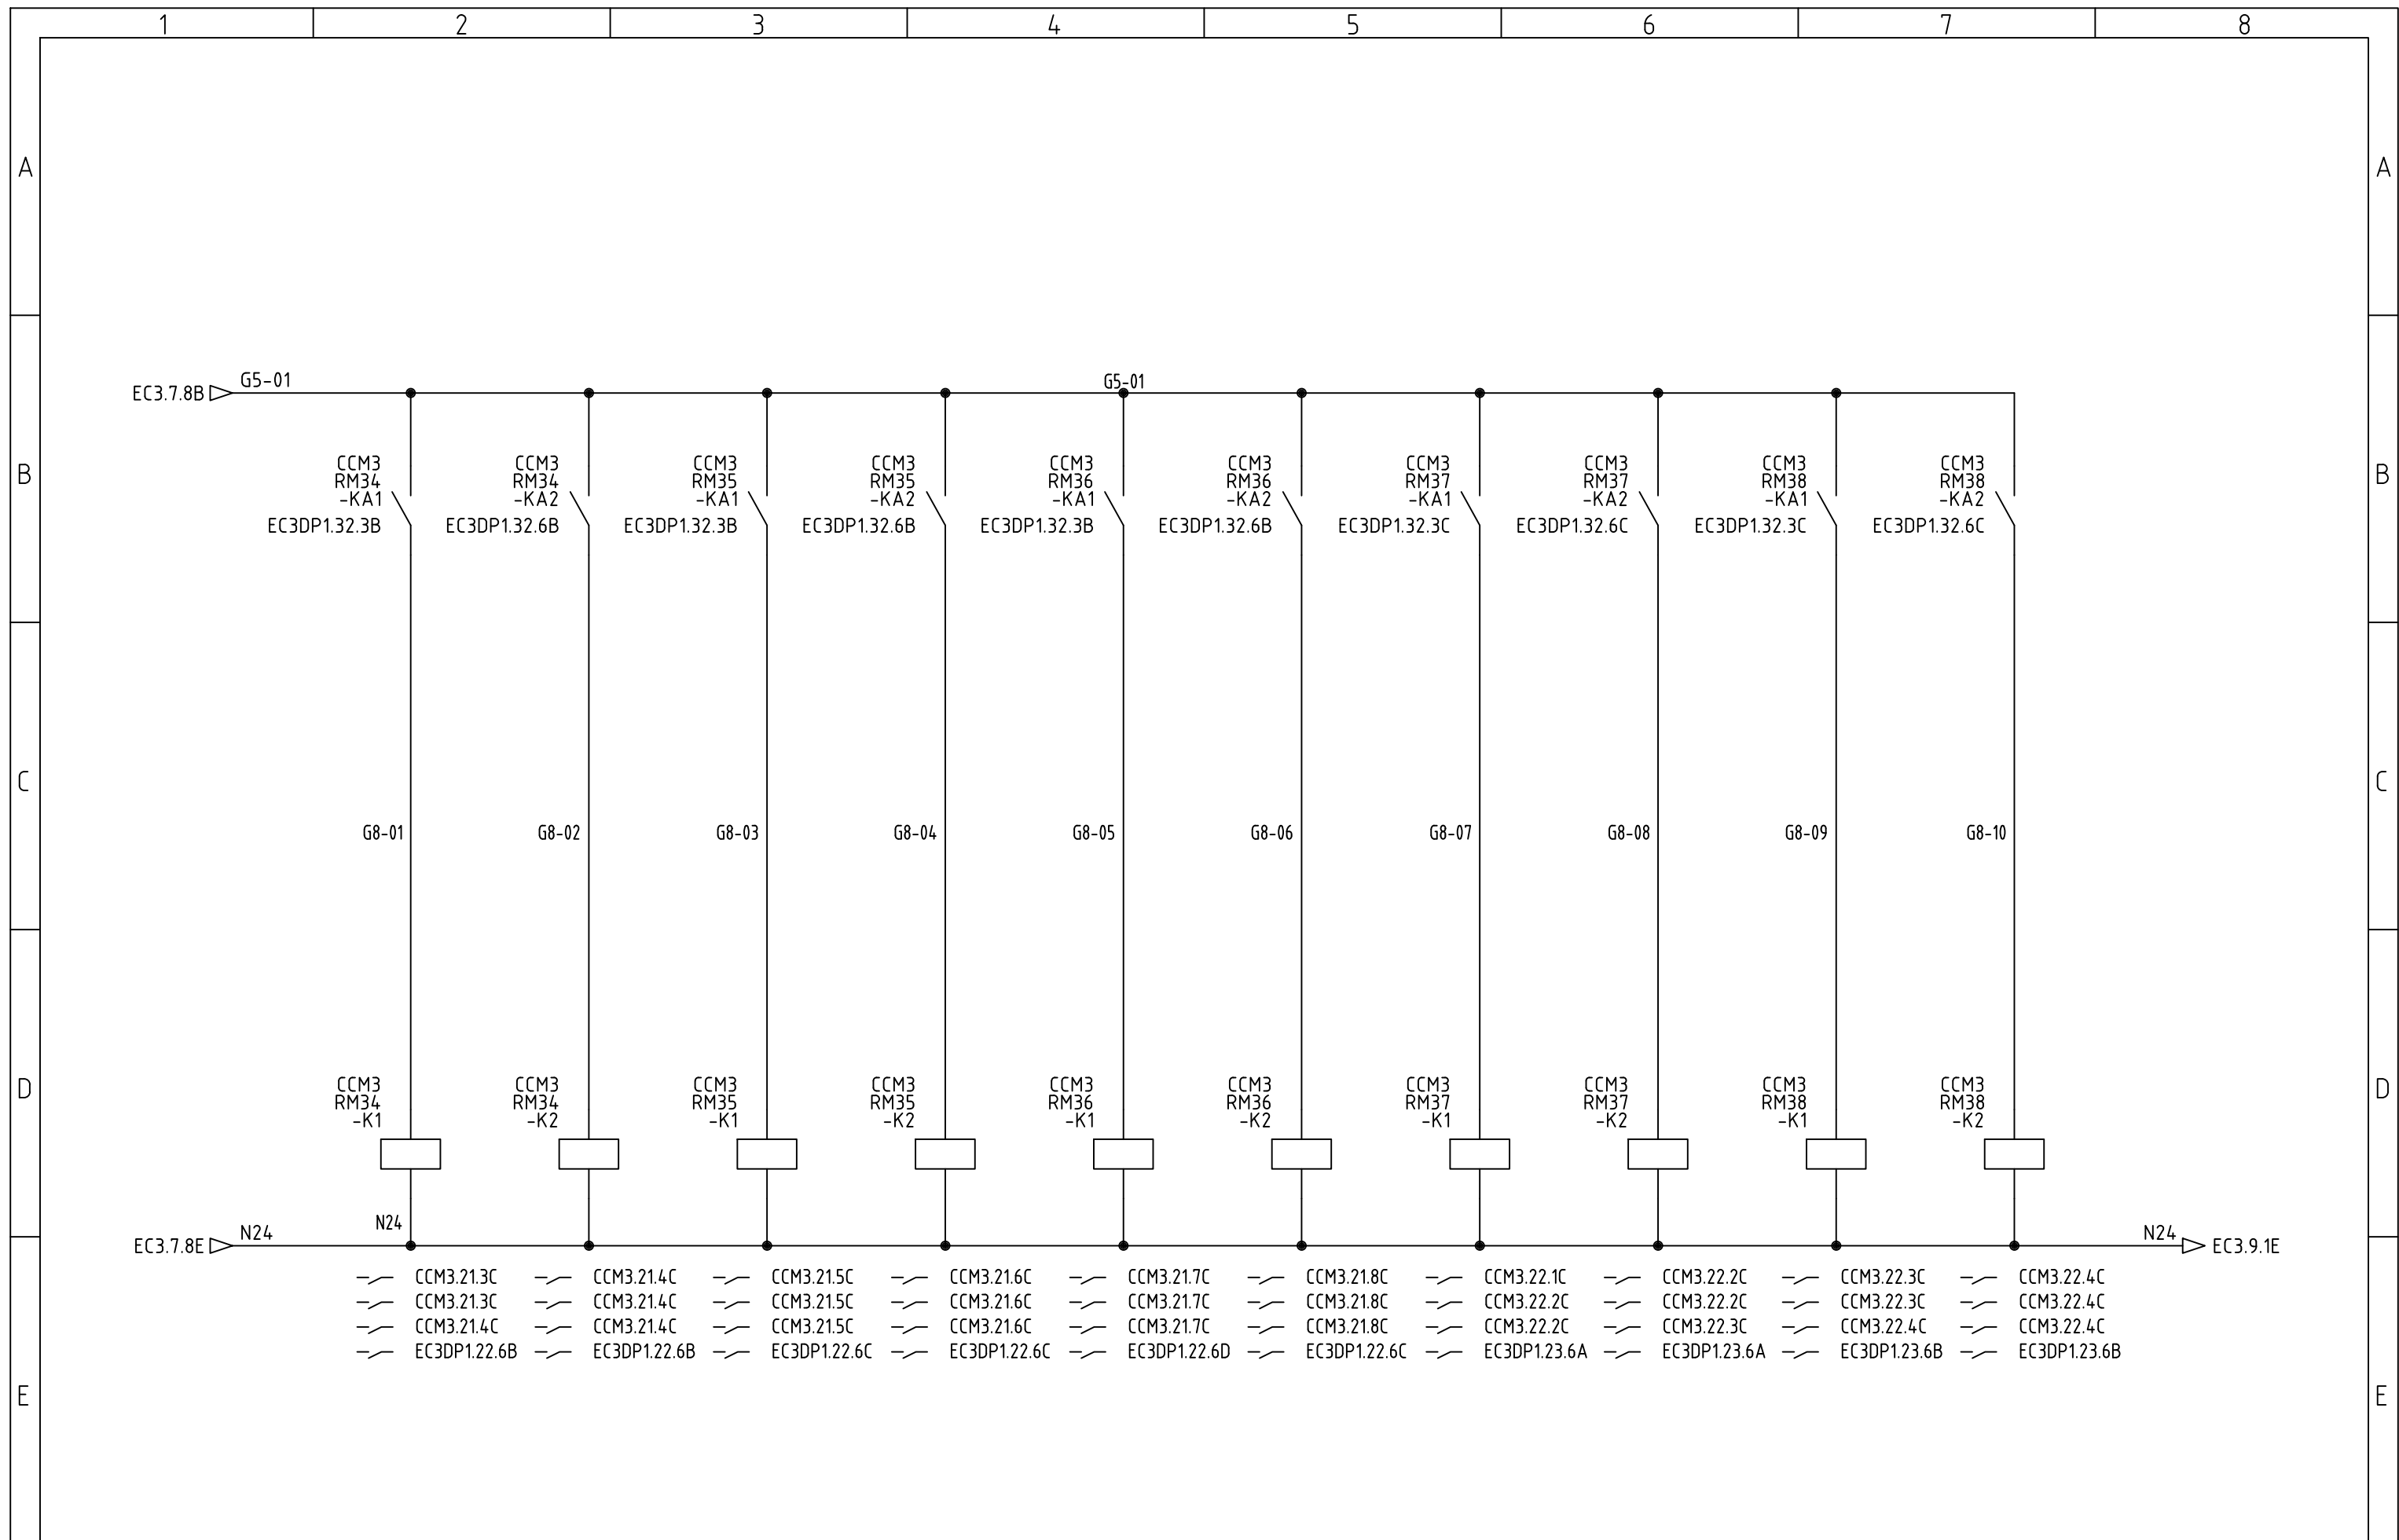 1 2 3 4 5 6 7 8
A A
G5-01 G5-01
EC3.7.8B
CCM3 CCM3 CCM3 CCM3 CCM3 CCM3 CCM3 CCM3 CCM3 CCM3
B RM34 RM34 RM35 RM35 RM36 RM36 RM37 RM37 RM38 RM38 B
-KA1 -KA2 -KA1 -KA2 -KA1 -KA2 -KA1 -KA2 -KA1 -KA2
EC3DP1.32.3B EC3DP1.32.6B EC3DP1.32.3B EC3DP1.32.6B EC3DP1.32.3B EC3DP1.32.6B EC3DP1.32.3C EC3DP1.32.6C EC3DP1.32.3C EC3DP1.32.6C
C C
G8-01 G8-02 G8-03 G8-04 G8-05 G8-06 G8-07 G8-08 G8-09 G8-10
CCM3 CCM3 CCM3 CCM3 CCM3 CCM3 CCM3 CCM3 CCM3 CCM3
D RM34 RM34 RM35 RM35 RM36 RM36 RM37 RM37 RM38 RM38 D
-K1 -K2 -K1 -K2 -K1 -K2 -K1 -K2 -K1 -K2
N24 N24 N24
EC3.7.8E EC3.9.1E
CCM3.21.3C CCM3.21.4C CCM3.21.5C CCM3.21.6C CCM3.21.7C CCM3.21.8C CCM3.22.1C CCM3.22.2C CCM3.22.3C CCM3.22.4C
CCM3.21.3C CCM3.21.4C CCM3.21.5C CCM3.21.6C CCM3.21.7C CCM3.21.8C CCM3.22.2C CCM3.22.2C CCM3.22.3C CCM3.22.4C
CCM3.21.4C CCM3.21.4C CCM3.21.5C CCM3.21.6C CCM3.21.7C CCM3.21.8C CCM3.22.2C CCM3.22.3C CCM3.22.4C CCM3.22.4C
EC3DP1.22.6B EC3DP1.22.6B EC3DP1.22.6C EC3DP1.22.6C EC3DP1.22.6D EC3DP1.22.6C EC3DP1.23.6A EC3DP1.23.6A EC3DP1.23.6B EC3DP1.23.6B
E E